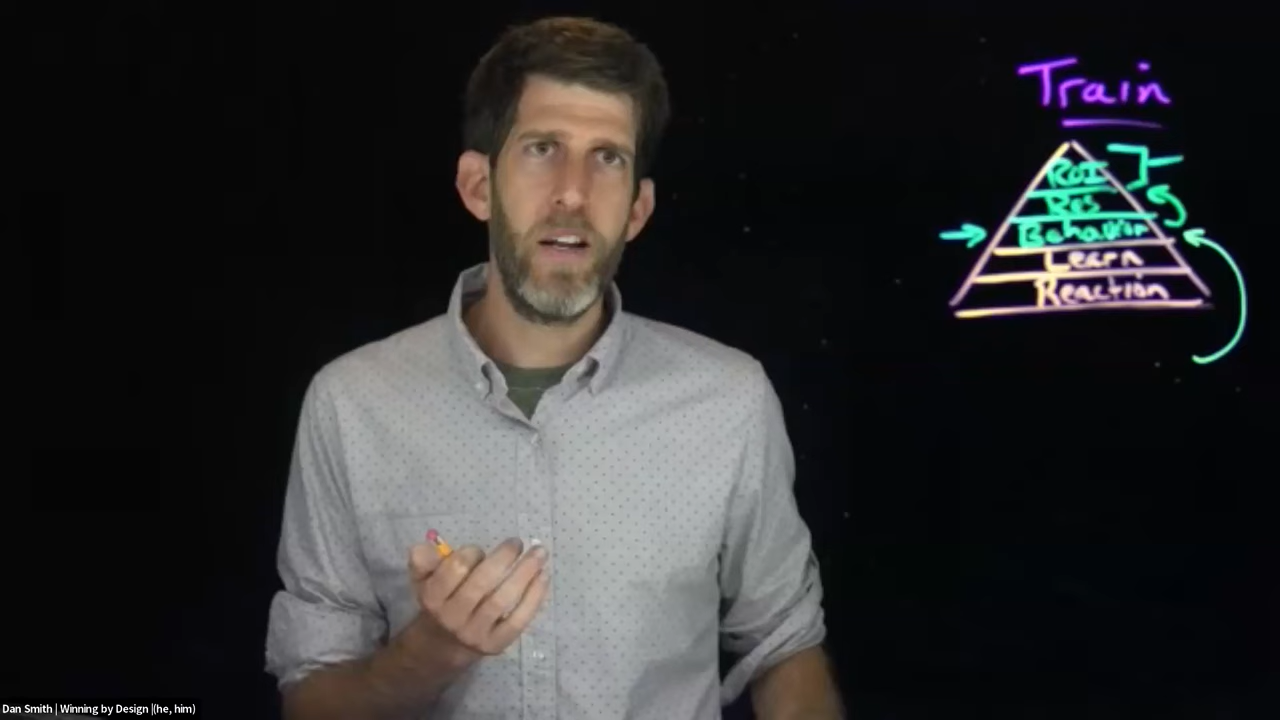 Train
ROI
Res
Behavior
Learn
Reaction
Dan Smith | Winning by Design |(he, him)